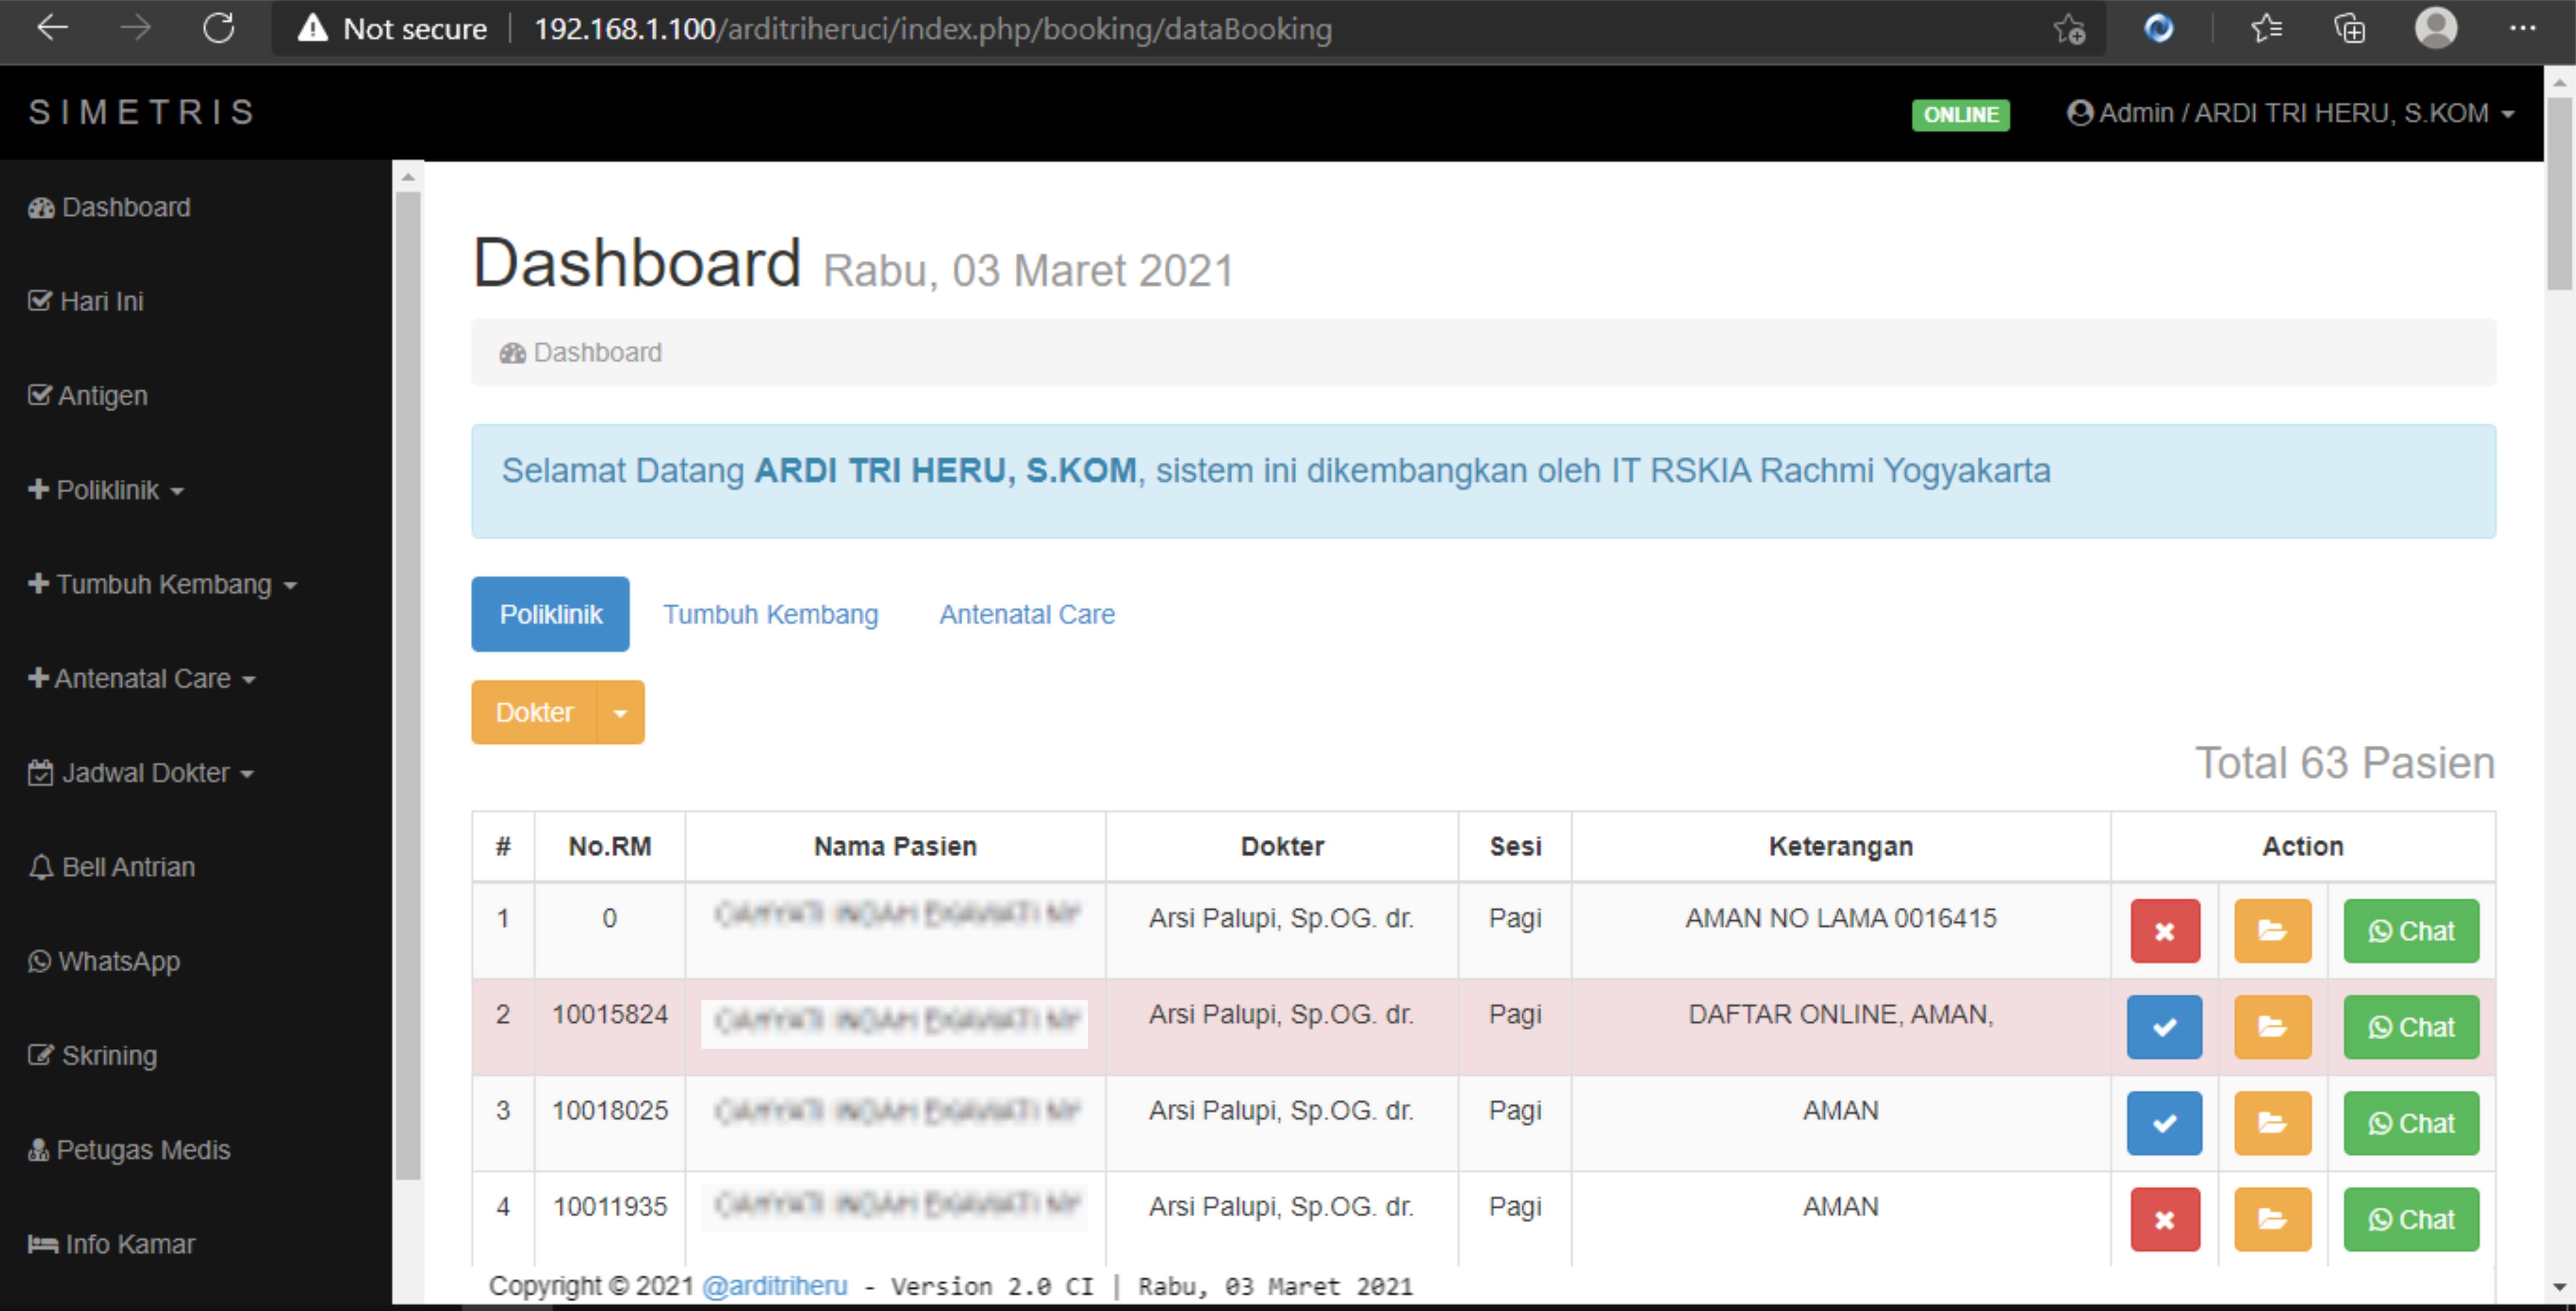 Not secure 192.168.1.100/arditriheruci/index.php/booking/dataBooking
SIMETRIS ONLINE Admin / ARDI TRI HERU, S.KOM
Dashboard
Hari Ini
Antigen
Poliklinik
Tumbuh Kembang
Antenatal Care
Jadwal Dokter
Bell Antrian
WhatsApp
Skrining
Petugas Medis
Info Kamar
Dashboard Rabu, 03 Maret 2021
Dashboard
Selamat Datang ARDI TRI HERU, S.KOM, sistem ini dikembangkan oleh IT RSKIA Rachmi Yogyakarta
Poliklinik Tumbuh Kembang Antenatal Care
Dokter
Total 63 Pasien
# No.RM Nama Pasien Dokter Sesi Keterangan Action
1 0 Arsi Palupi, Sp.OG. dr. Pagi AMAN NO LAMA 0016415 Chat
2 10015824 Arsi Palupi, Sp.OG. dr. Pagi DAFTAR ONLINE, AMAN, Chat
3 10018025 Arsi Palupi, Sp.OG. dr. Pagi AMAN Chat
4 10011935 Arsi Palupi, Sp.OG. dr. Pagi AMAN Chat
Copyright © 2021 @arditriheru - Version 2.0 CI | Rabu, 03 Maret 2021